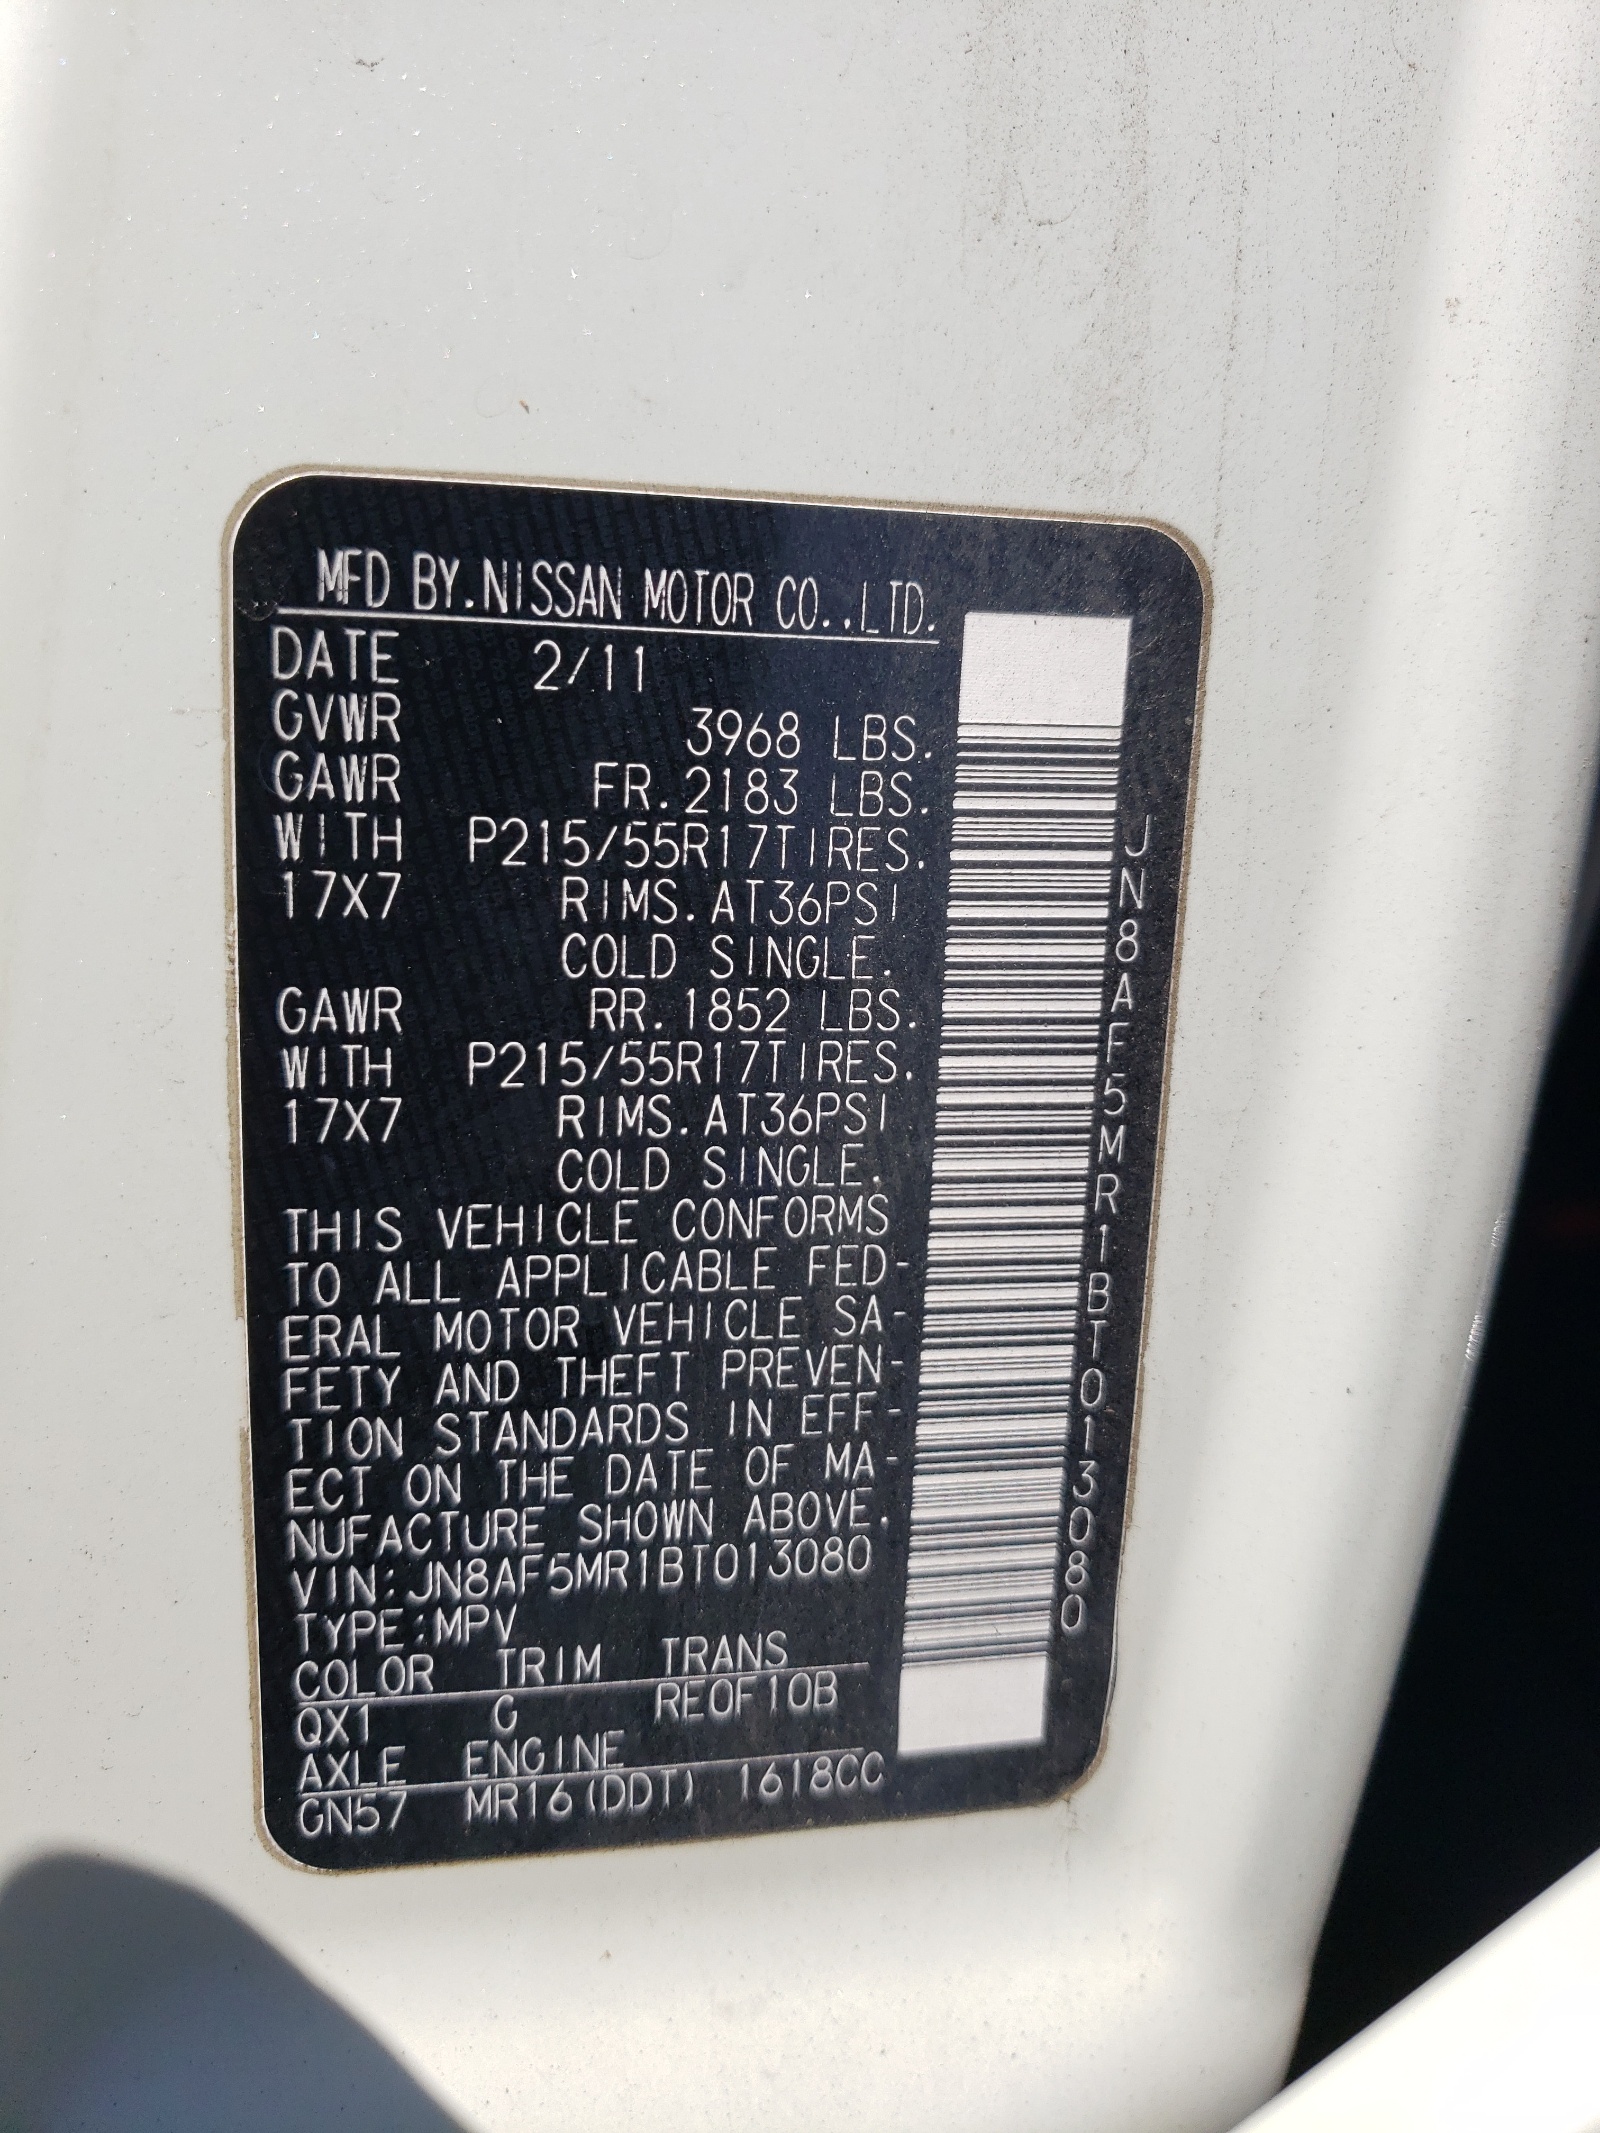 MFD BY.NISSAN MOTOR CO.,LTD.
DATE 2/11
GVWR 3968 LBS.
GAWR FR.2183 LBS.
WITH P215/55R17TIRES.
17X7 RIMS.AT36PSI
COLD SINGLE.
GAWR RR.1852 LBS.
WITH P215/55R17TIRES.
17X7 RIMS.AT36PSI
COLD SINGLE.
THIS VEHICLE CONFORMS
TO ALL APPLICABLE FED-
ERAL MOTOR VEHICLE SA-
FETY AND THEFT PREVEN-
TION STANDARDS IN EFF-
ECT ON THE DATE OF MA-
NUFACTURE SHOWN ABOVE.
VIN:JN8AF5MR1BT013080
TYPE:MPV
COLOR TRIM TRANS
QX1 G RE0F10B
AXLE ENGINE
GN57 MR16(DDT) 1618CC
JN8AF5MR1BT013080